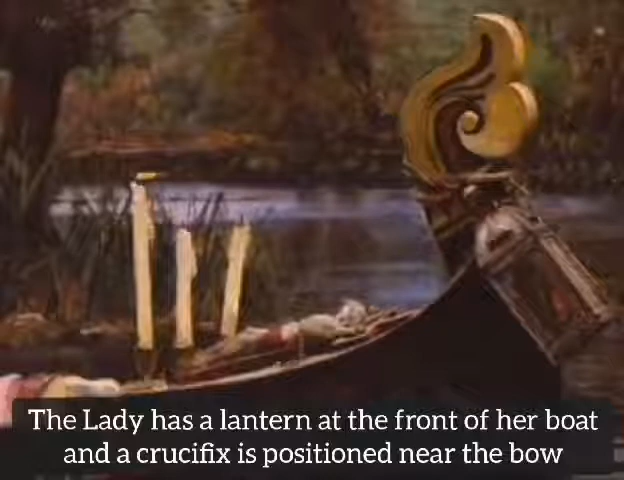 The Lady has a lantern at the front of her boat
and a crucifix is positioned near the bow